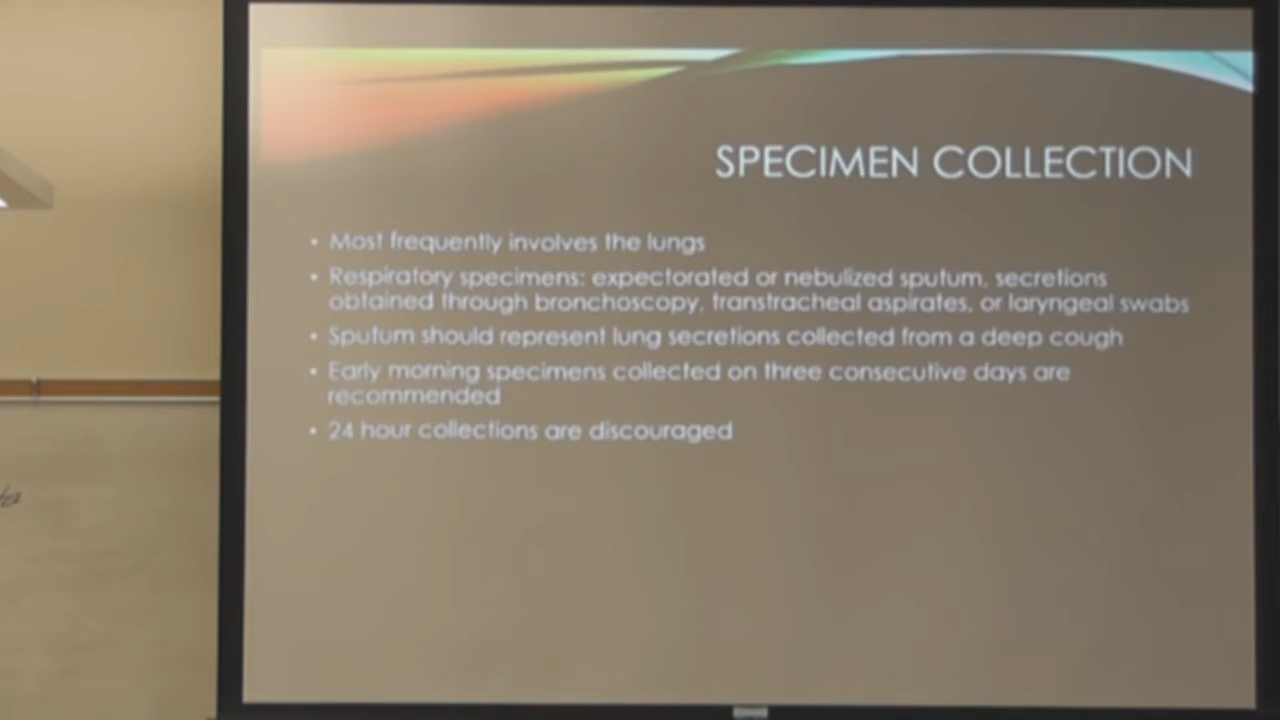 SPECIMEN COLLECTION
• Most frequently involves the lungs
• Respiratory specimens: expectorated or nebulized sputum, secretions
obtained through bronchoscopy, transtracheal aspirates, or laryngeal swabs
• Sputum should represent lung secretions collected from a deep cough
• Early morning specimens collected on three consecutive days are
recommended
• 24 hour collections are discouraged